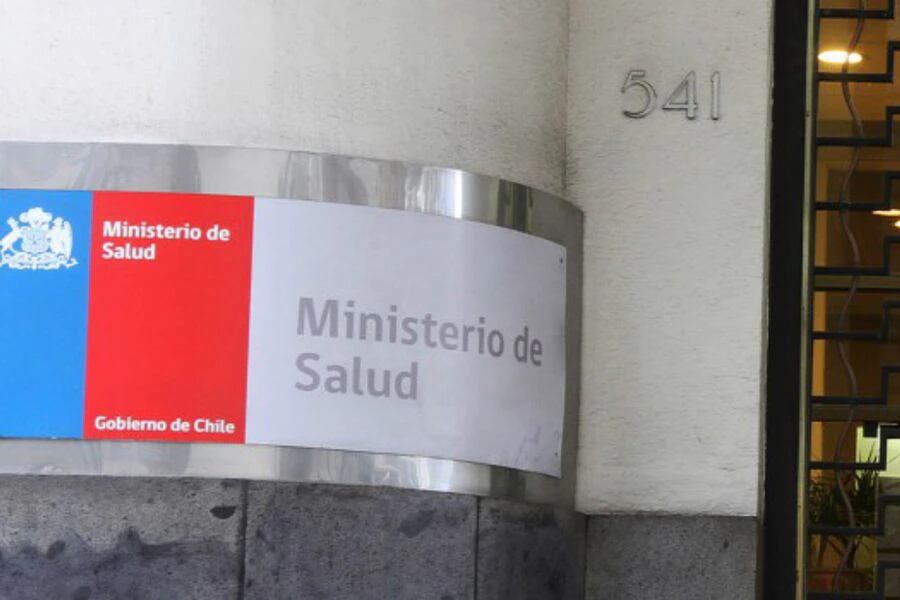 541
Ministerio de
Salud
Gobierno de Chile
Ministerio de
Salud